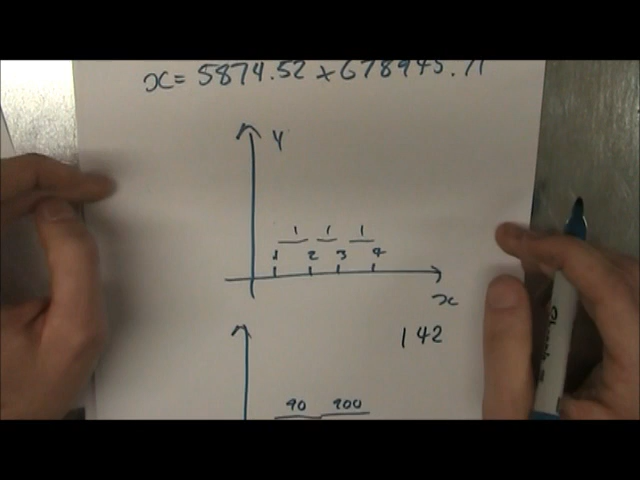 x = 5874.52 x 678945.71
Y
1 1 1
1 2 3 4
x
142
90 900